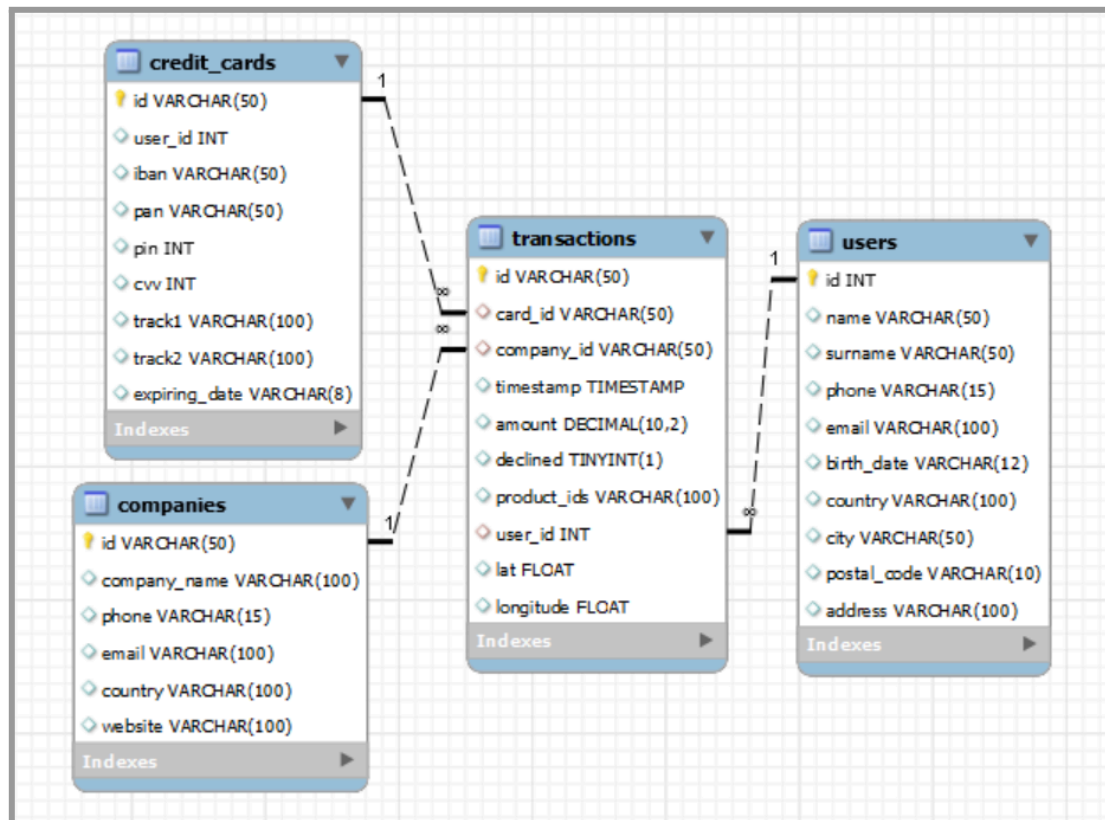 credit_cards
id VARCHAR(50)
user_id INT
iban VARCHAR(50)
pan VARCHAR(50)
pin INT
cvv INT
track1 VARCHAR(100)
track2 VARCHAR(100)
expiring_date VARCHAR(8)
Indexes
1
∞
companies
id VARCHAR(50)
company_name VARCHAR(100)
phone VARCHAR(15)
email VARCHAR(100)
country VARCHAR(100)
website VARCHAR(100)
Indexes
1
∞
transactions
id VARCHAR(50)
card_id VARCHAR(50)
company_id VARCHAR(50)
timestamp TIMESTAMP
amount DECIMAL(10,2)
declined TINYINT(1)
product_ids VARCHAR(100)
user_id INT
lat FLOAT
longitude FLOAT
Indexes
∞
1
users
id INT
name VARCHAR(50)
surname VARCHAR(50)
phone VARCHAR(15)
email VARCHAR(100)
birth_date VARCHAR(12)
country VARCHAR(100)
city VARCHAR(50)
postal_code VARCHAR(10)
address VARCHAR(100)
Indexes